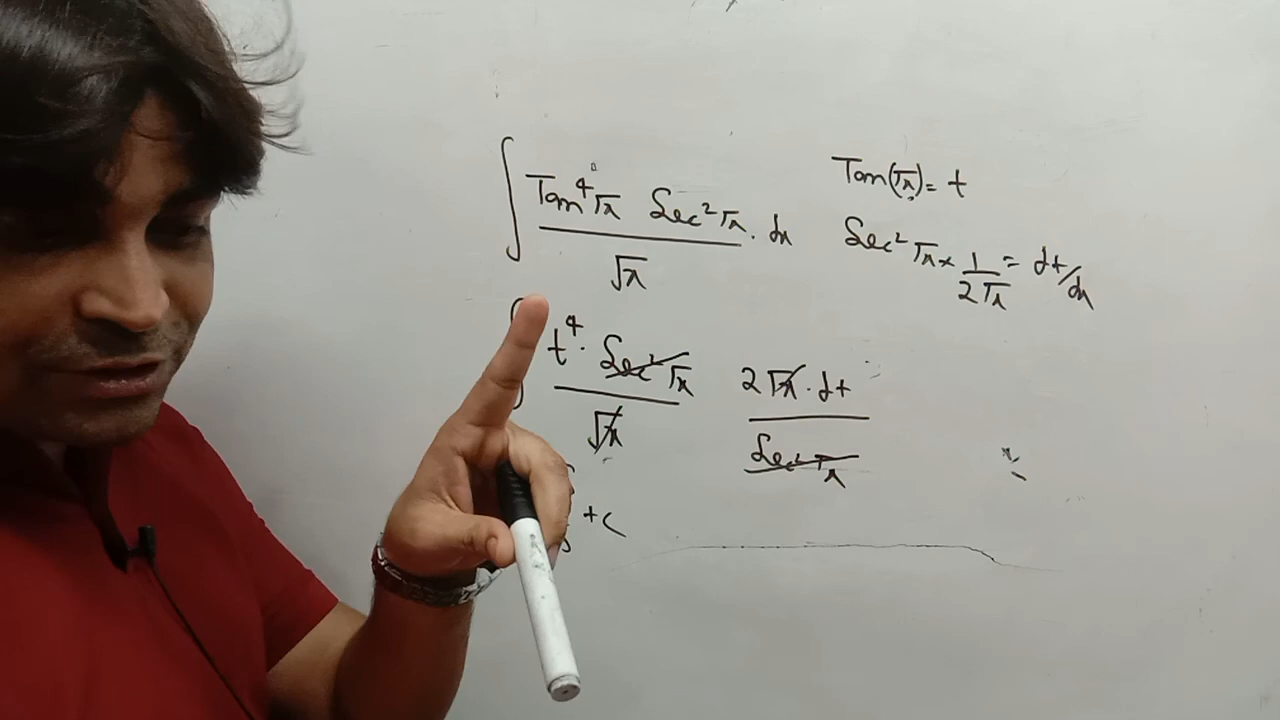 ∫ Tan⁴√x Sec²√x . dx
√x
Tan(√x) = t
Sec²√x × 1/2√x = dt/dx
t⁴ . Sec²√x
√x
2√x . dt
Sec²√x
+ c